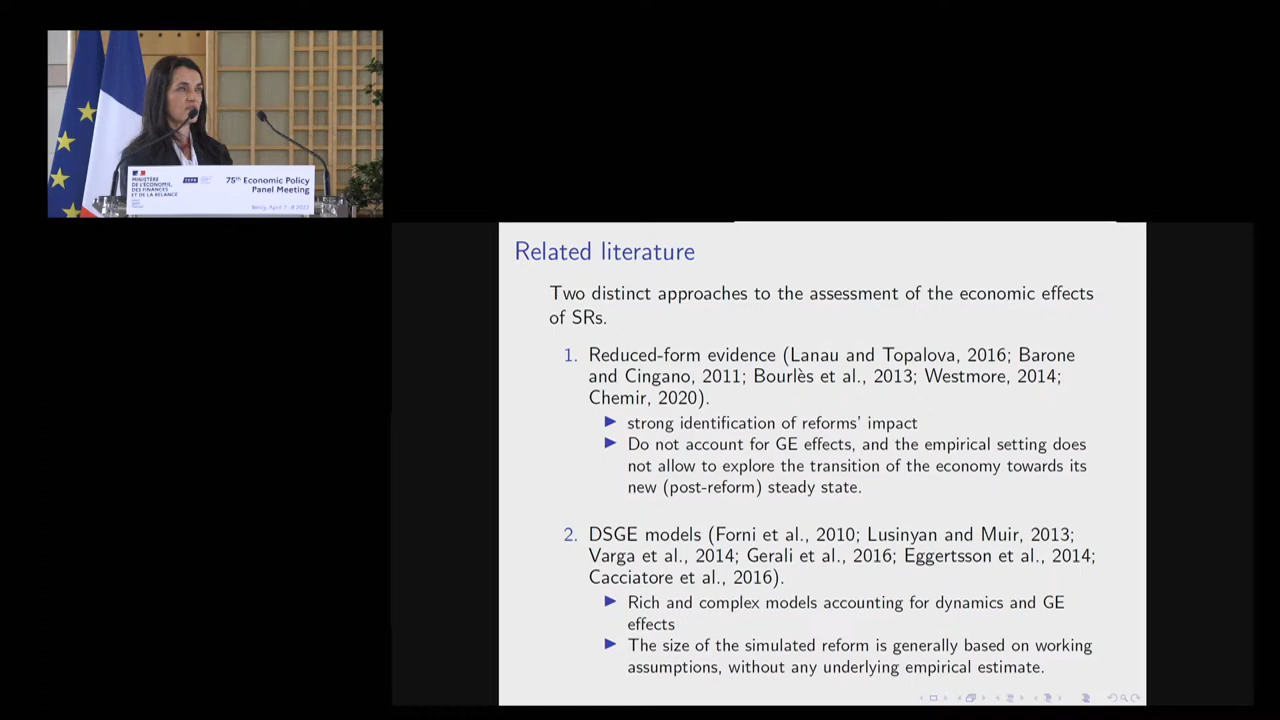 MINISTÈRE
DE L'ÉCONOMIE,
DES FINANCES
ET DE LA RELANCE
75th Economic Policy
Panel Meeting
Bercy, April 7-8 2022
Related literature
Two distinct approaches to the assessment of the economic effects
of SRs.
1. Reduced-form evidence (Lanau and Topalova, 2016; Barone
and Cingano, 2011; Bourlès et al., 2013; Westmore, 2014;
Chemir, 2020).
strong identification of reforms' impact
Do not account for GE effects, and the empirical setting does
not allow to explore the transition of the economy towards its
new (post-reform) steady state.
2. DSGE models (Forni et al., 2010; Lusinyan and Muir, 2013;
Varga et al., 2014; Gerali et al., 2016; Eggertsson et al., 2014;
Cacciatore et al., 2016).
Rich and complex models accounting for dynamics and GE
effects
The size of the simulated reform is generally based on working
assumptions, without any underlying empirical estimate.